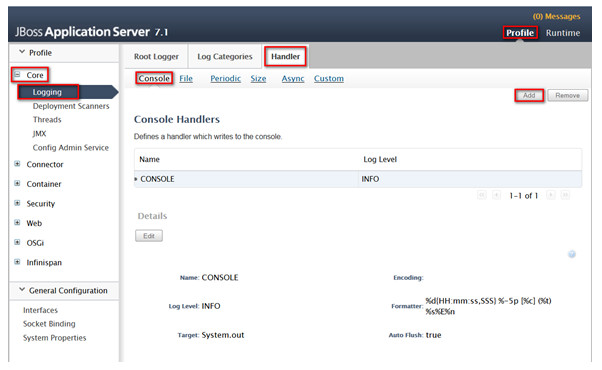 (0) Messages
JBoss Application Server 7.1
Profile Runtime
Profile
Core
Logging
Deployment Scanners
Threads
JMX
Config Admin Service
Connector
Container
Security
Web
OSGi
Infinispan
General Configuration
Interfaces
Socket Binding
System Properties
Root Logger Log Categories Handler
Console File Periodic Size Async Custom
Add Remove
Console Handlers
Defines a handler which writes to the console.
Name Log Level
CONSOLE INFO
1-1 of 1
Details
Edit
Name: CONSOLE Encoding:
Log Level: INFO Formatter: %d{HH:mm:ss,SSS} %-5p [%c] (%t)
%s%E%n
Target: System.out Auto Flush: true